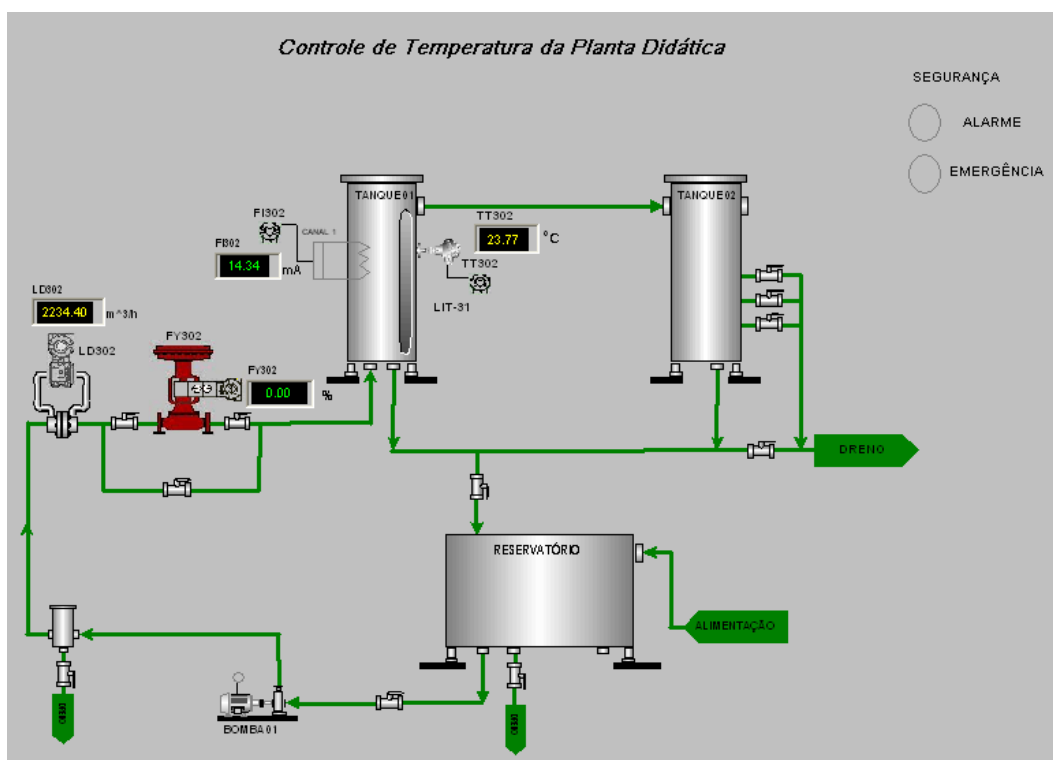 Controle de Temperatura da Planta Didática
SEGURANÇA
ALARME
EMERGÊNCIA
TANQUE01
TANQUE02
FI302
CANAL 1
TT302
23.77 °C
FI302
14.34 mA
TT302
LIT-31
LD302
2234.40 m^3/h
LD302
FY302
FY302
0.00 %
DRENO
RESERVATÓRIO
ALIMENTAÇÃO
DRENO
DRENO
BOMBA01